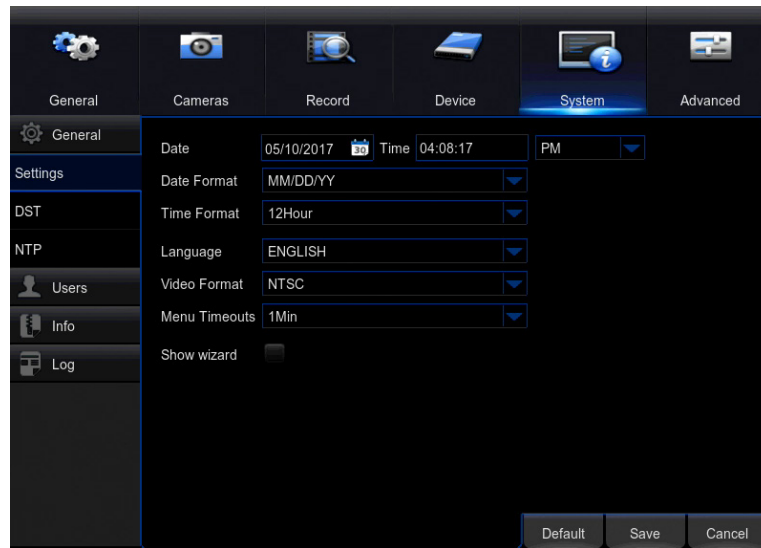 General Cameras Record Device System Advanced
General
Settings
DST
NTP
Users
Info
Log
Date 05/10/2017 30 Time 04:08:17 PM
Date Format MM/DD/YY
Time Format 12Hour
Language ENGLISH
Video Format NTSC
Menu Timeouts 1Min
Show wizard
Default Save Cancel